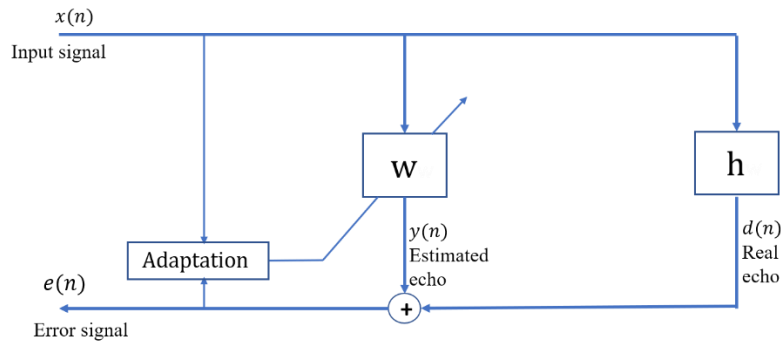 x(n)
Input signal
w
h
y(n)
Estimated
echo
d(n)
Real
echo
Adaptation
e(n)
+
Error signal